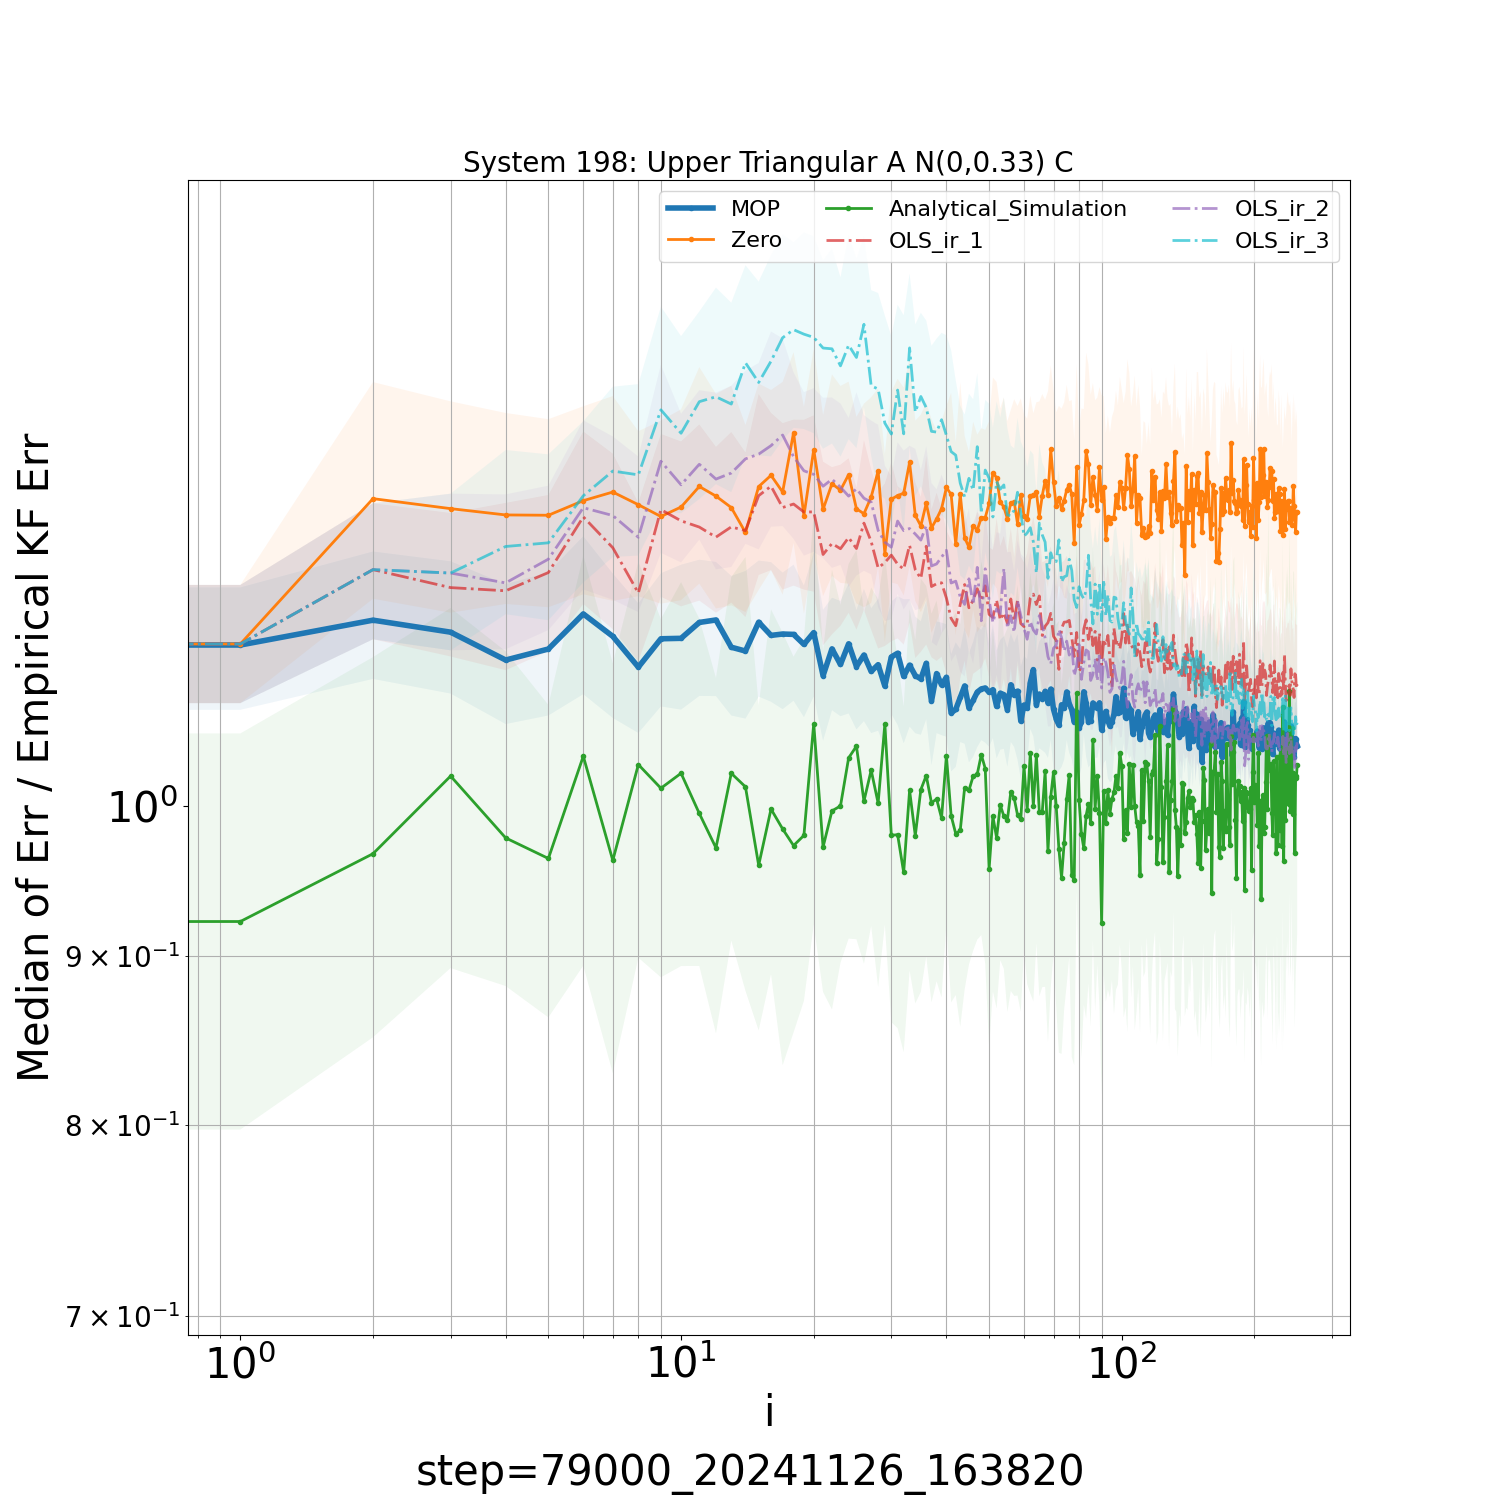 System 198: Upper Triangular A N(0,0.33) C
MOP
Zero
Analytical_Simulation
OLS_ir_1
OLS_ir_2
OLS_ir_3
Median of Err / Empirical KF Err
10⁰
9 × 10⁻¹
8 × 10⁻¹
7 × 10⁻¹
10⁰ 10¹ 10²
i
step=79000_20241126_163820